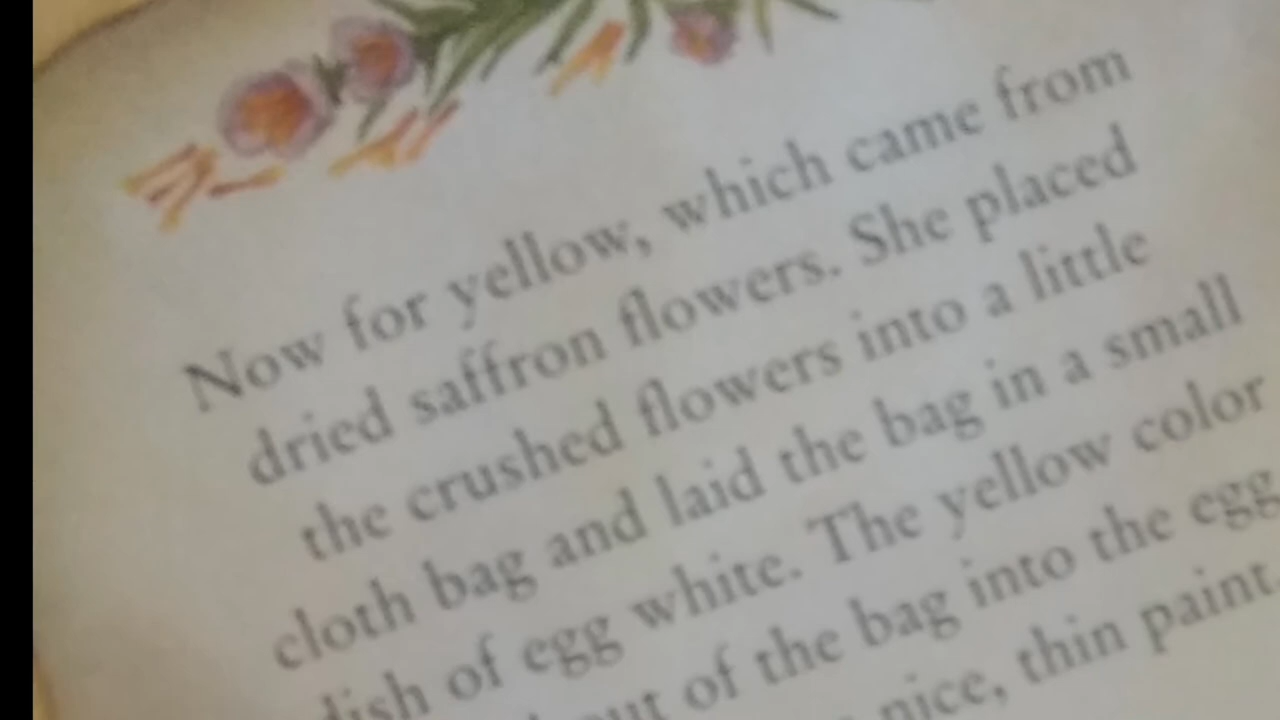 Now for yellow, which came from
dried saffron flowers. She placed
the crushed flowers into a little
cloth bag and laid the bag in a small
dish of egg white. The yellow color
out of the bag into the egg
nice, thin paint.